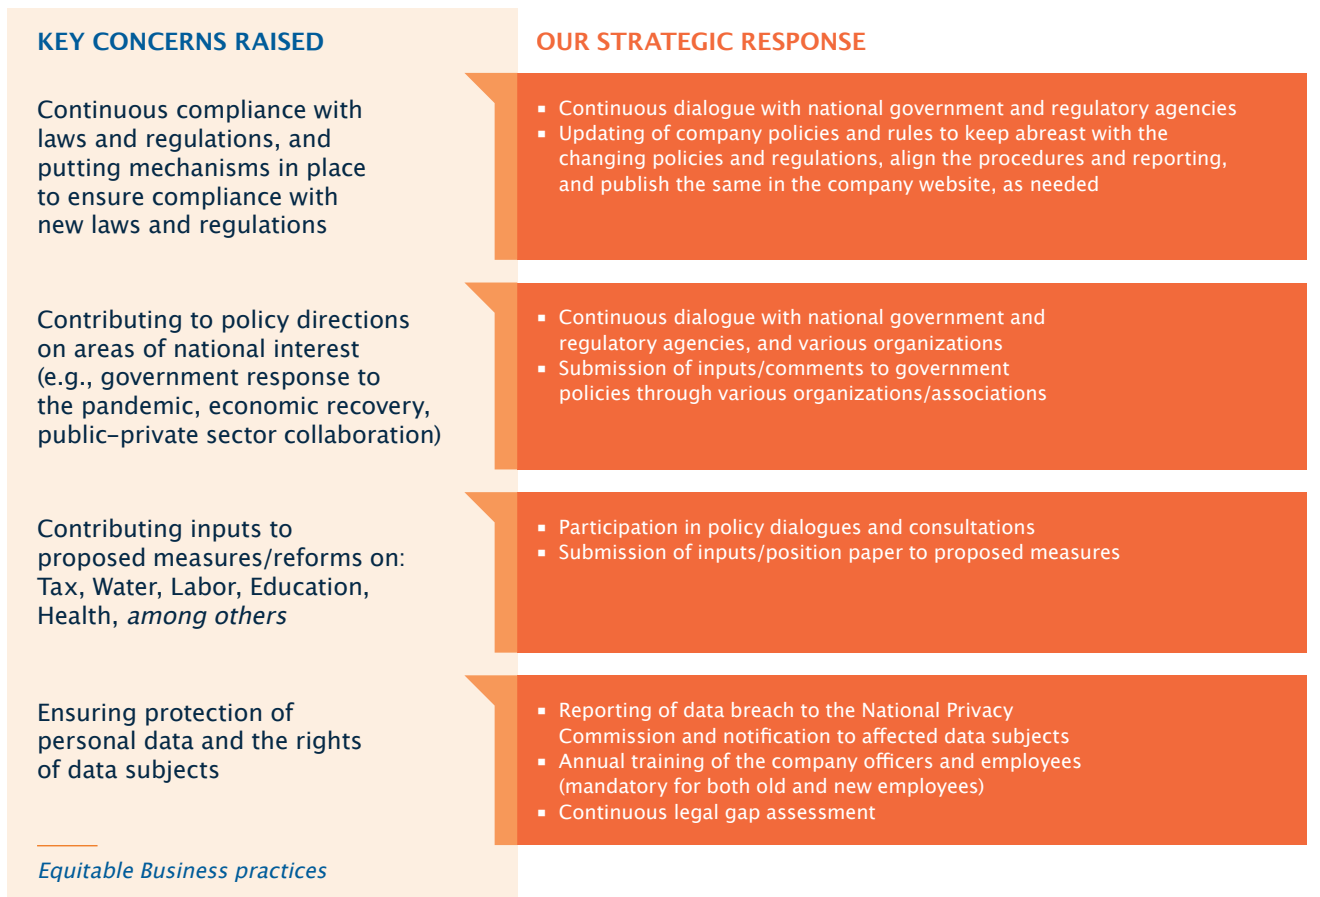 KEY CONCERNS RAISED
OUR STRATEGIC RESPONSE
Continuous compliance with
laws and regulations, and
putting mechanisms in place
to ensure compliance with
new laws and regulations
▪ Continuous dialogue with national government and regulatory agencies
▪ Updating of company policies and rules to keep abreast with the
changing policies and regulations, align the procedures and reporting,
and publish the same in the company website, as needed
Contributing to policy directions
on areas of national interest
(e.g., government response to
the pandemic, economic recovery,
public–private sector collaboration)
▪ Continuous dialogue with national government and
regulatory agencies, and various organizations
▪ Submission of inputs/comments to government
policies through various organizations/associations
Contributing inputs to
proposed measures/reforms on:
Tax, Water, Labor, Education,
Health, among others
▪ Participation in policy dialogues and consultations
▪ Submission of inputs/position paper to proposed measures
Ensuring protection of
personal data and the rights
of data subjects
▪ Reporting of data breach to the National Privacy
Commission and notification to affected data subjects
▪ Annual training of the company officers and employees
(mandatory for both old and new employees)
▪ Continuous legal gap assessment
Equitable Business practices